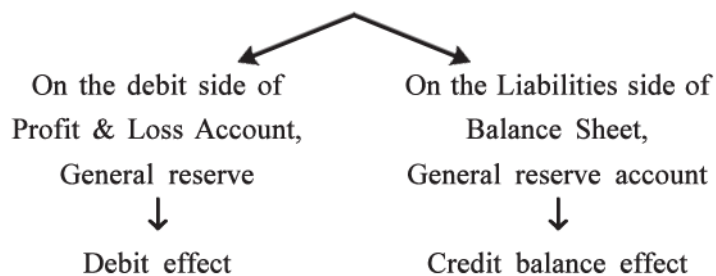 On the debit side of
Profit & Loss Account,
General reserve
Debit effect
On the Liabilities side of
Balance Sheet,
General reserve account
Credit balance effect